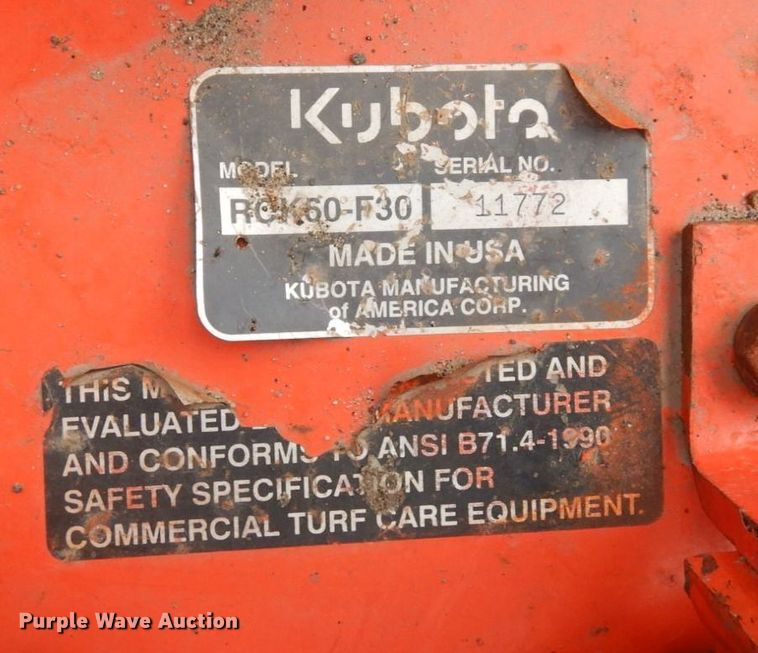 Kubota
MODEL SERIAL NO.
RCK60-F30 11772
MADE IN USA
KUBOTA MANUFACTURING
of AMERICA CORP.
THIS TED AND
EVALUATED MANUFACTURER
AND CONFORMS TO ANSI B71.4-1990
SAFETY SPECIFICATION FOR
COMMERCIAL TURF CARE EQUIPMENT.
Purple Wave Auction